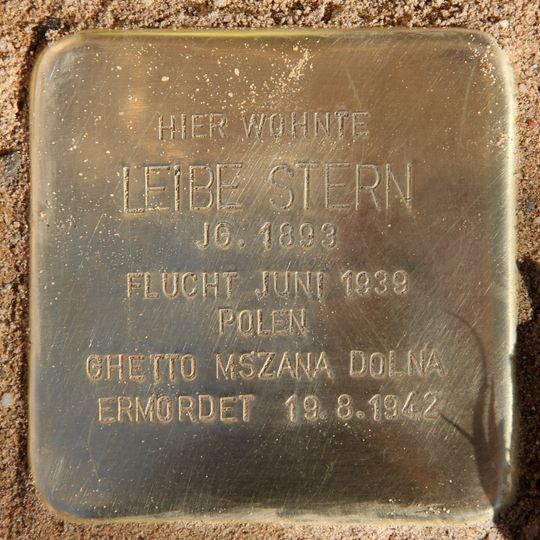 HIER WOHNTE
LEIBE STERN
JG. 1893
FLUCHT JUNI 1939
POLEN
GHETTO MSZANA DOLNA
ERMORDET 19.8.1942